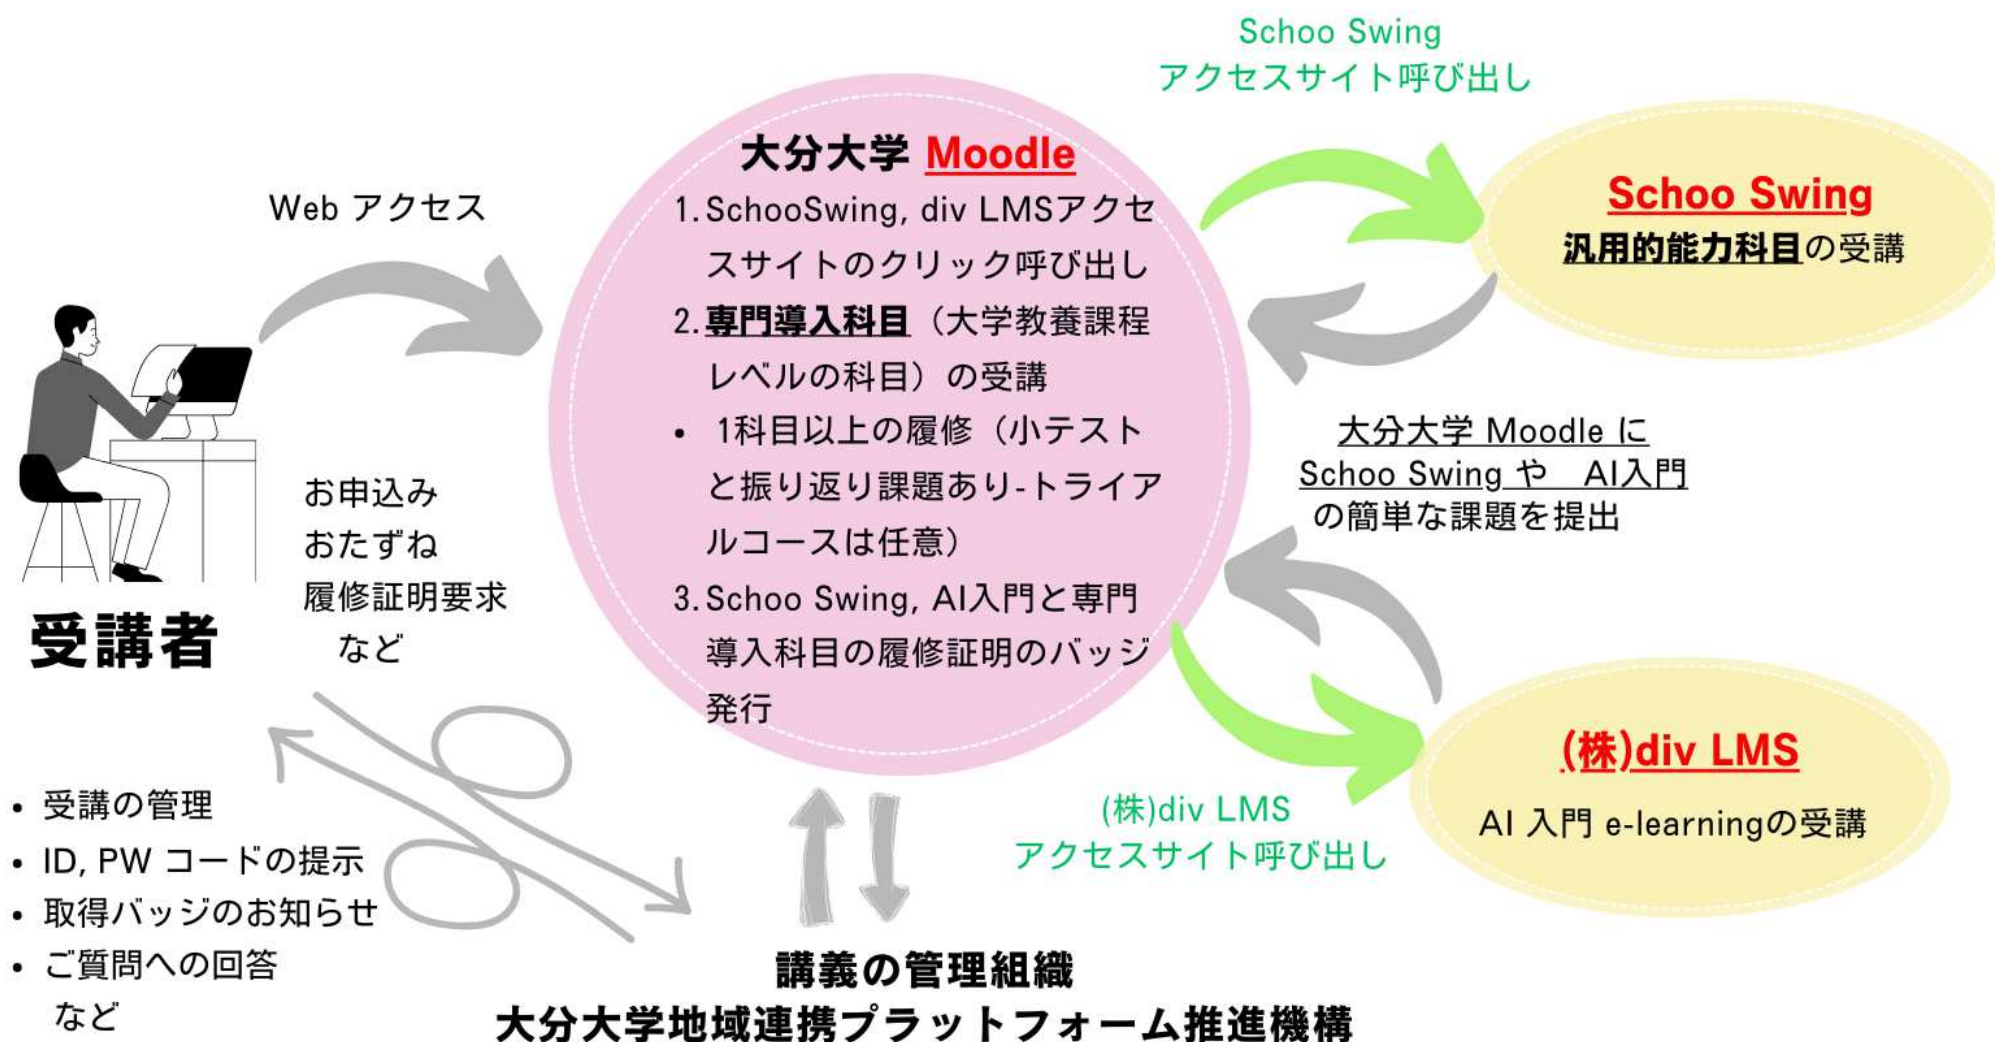 Schoo Swing
アクセスサイト呼び出し
大分大学 Moodle
1. SchooSwing, div LMSアクセ
スサイトのクリック呼び出し
2. 専門導入科目（大学教養課程
レベルの科目）の受講
• 1科目以上の履修（小テスト
と振り返り課題あり-トライア
ルコースは任意）
3. Schoo Swing, AI入門と専門
導入科目の履修証明のバッジ
発行
Web アクセス
Schoo Swing
汎用的能力科目の受講
大分大学 Moodle に
Schoo Swing や　AI入門
の簡単な課題を提出
お申込み
おたずね
履修証明要求
など
受講者
(株)div LMS
AI 入門 e-learningの受講
(株)div LMS
アクセスサイト呼び出し
• 受講の管理
• ID, PW コードの提示
• 取得バッジのお知らせ
• ご質問への回答
など
講義の管理組織
大分大学地域連携プラットフォーム推進機構